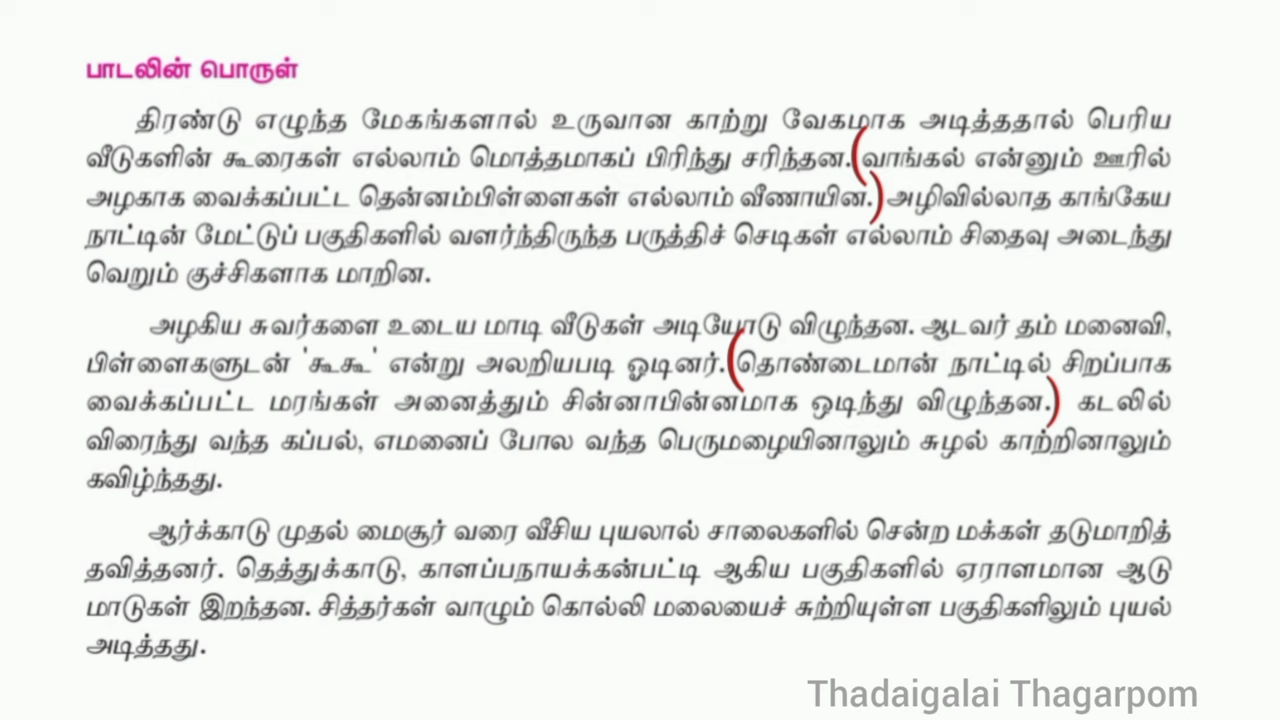 பாடலின் பொருள்
திரண்டு எழுந்த மேகங்களால் உருவான காற்று வேகமாக அடித்ததால் பெரிய
வீடுகளின் கூரைகள் எல்லாம் மொத்தமாகப் பிரிந்து சரிந்தன. (வாங்கல் என்னும் ஊரில்
அழகாக வைக்கப்பட்ட தென்னம்பிள்ளைகள் எல்லாம் வீணாயின.) அழிவில்லாத காங்கேய
நாட்டின் மேட்டுப் பகுதிகளில் வளர்ந்திருந்த பருத்திச் செடிகள் எல்லாம் சிதைவு அடைந்து
வெறும் குச்சிகளாக மாறின.
அழகிய சுவர்களை உடைய மாடி வீடுகள் அடியோடு விழுந்தன. ஆடவர் தம் மனைவி,
பிள்ளைகளுடன் 'கூகூ' என்று அலறியபடி ஓடினர். (தொண்டைமான் நாட்டில் சிறப்பாக
வைக்கப்பட்ட மரங்கள் அனைத்தும் சின்னாபின்னமாக ஒடிந்து விழுந்தன.) கடலில்
விரைந்து வந்த கப்பல், எமனைப் போல வந்த பெருமழையினாலும் சுழல் காற்றினாலும்
கவிழ்ந்தது.
ஆர்க்காடு முதல் மைசூர் வரை வீசிய புயலால் சாலைகளில் சென்ற மக்கள் தடுமாறித்
தவித்தனர். தெத்துக்காடு, காளப்பநாயக்கன்பட்டி ஆகிய பகுதிகளில் ஏராளமான ஆடு
மாடுகள் இறந்தன. சித்தர்கள் வாழும் கொல்லி மலையைச் சுற்றியுள்ள பகுதிகளிலும் புயல்
அடித்தது.
Thadaigalai Thagarpom